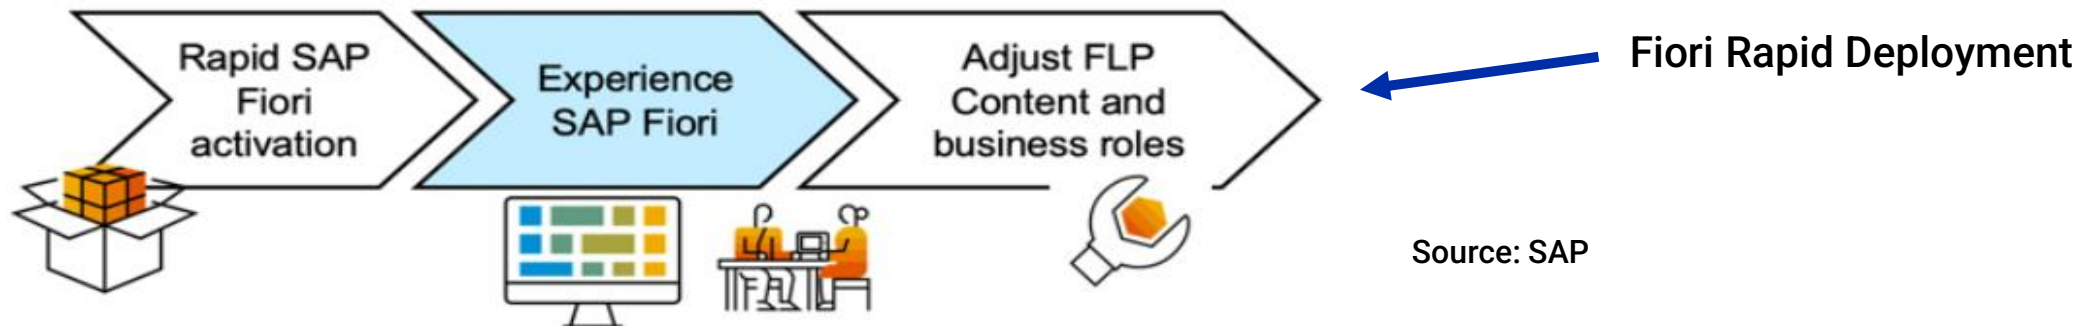 Rapid SAP
Fiori
activation
Experience
SAP Fiori
Adjust FLP
Content and
business roles
Fiori Rapid Deployment
Source: SAP